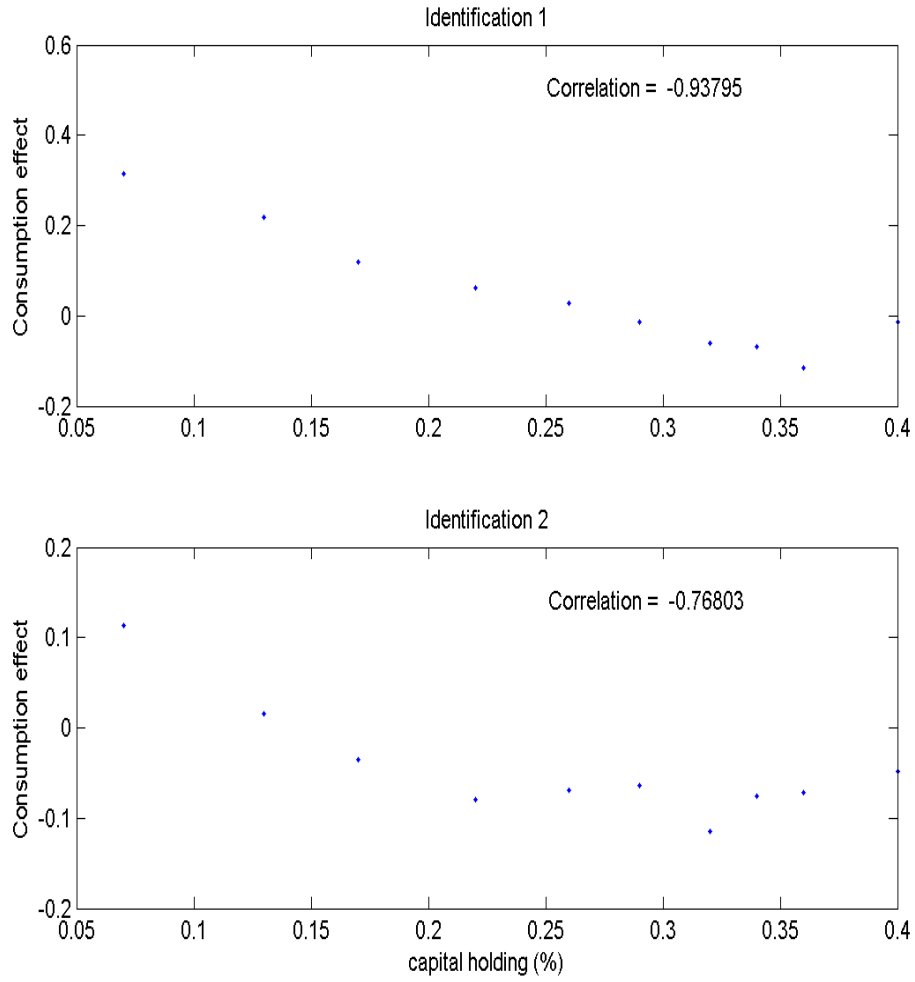 Identification 1
Correlation = -0.93795
Consumption effect
0.6
0.4
0.2
0
-0.2
0.05 0.1 0.15 0.2 0.25 0.3 0.35 0.4
Identification 2
Correlation = -0.76803
Consumption effect
0.2
0.1
0
-0.1
-0.2
0.05 0.1 0.15 0.2 0.25 0.3 0.35 0.4
capital holding (%)